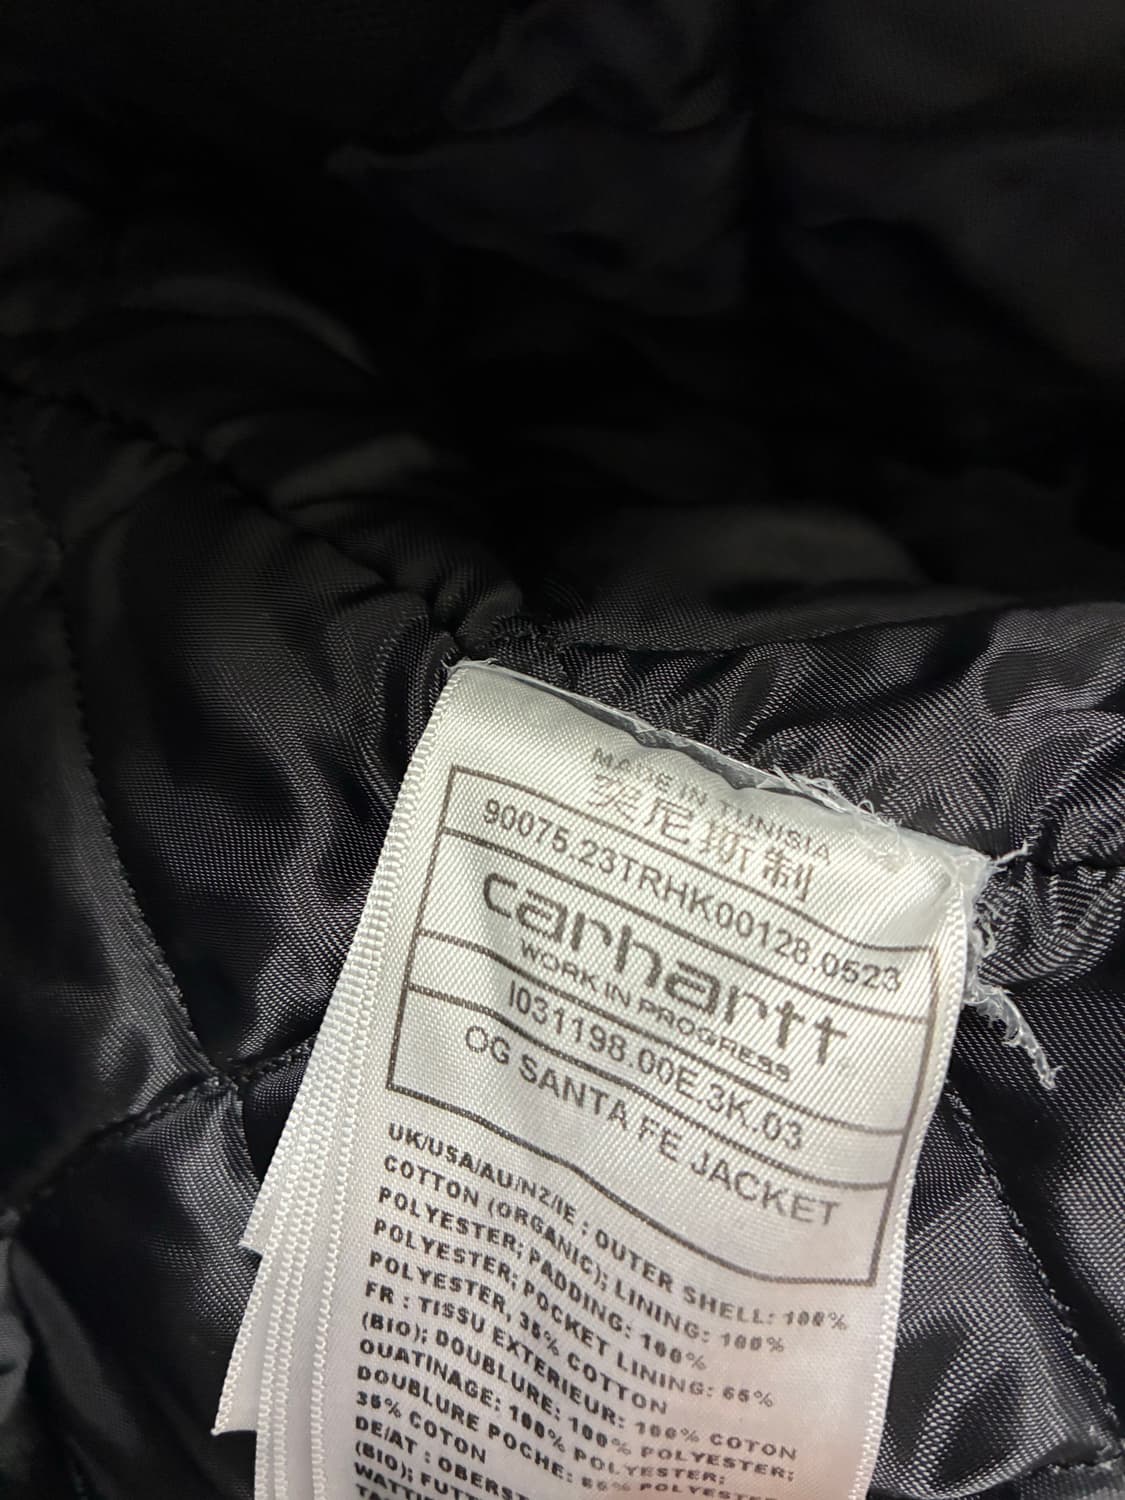 MADE IN TUNISIA
突尼斯制
90075.23TRHK00128.0523
carhartt
WORK IN PROGRESS
I031198.00E.3K.03
OG SANTA FE JACKET
UK/USA/AU/NZ/IE : OUTER SHELL: 100%
COTTON (ORGANIC); LINING: 100%
POLYESTER; PADDING: 100%
POLYESTER; POCKET LINING: 65%
POLYESTER, 35% COTTON
FR : TISSU EXTERIEUR: 100% COTON
(BIO); DOUBLURE: 100% POLYESTER;
OUATINAGE: 100% POLYESTER;
DOUBLURE POCHE: 65% POLYESTER
35% COTON
DE/AT :
(BIO);